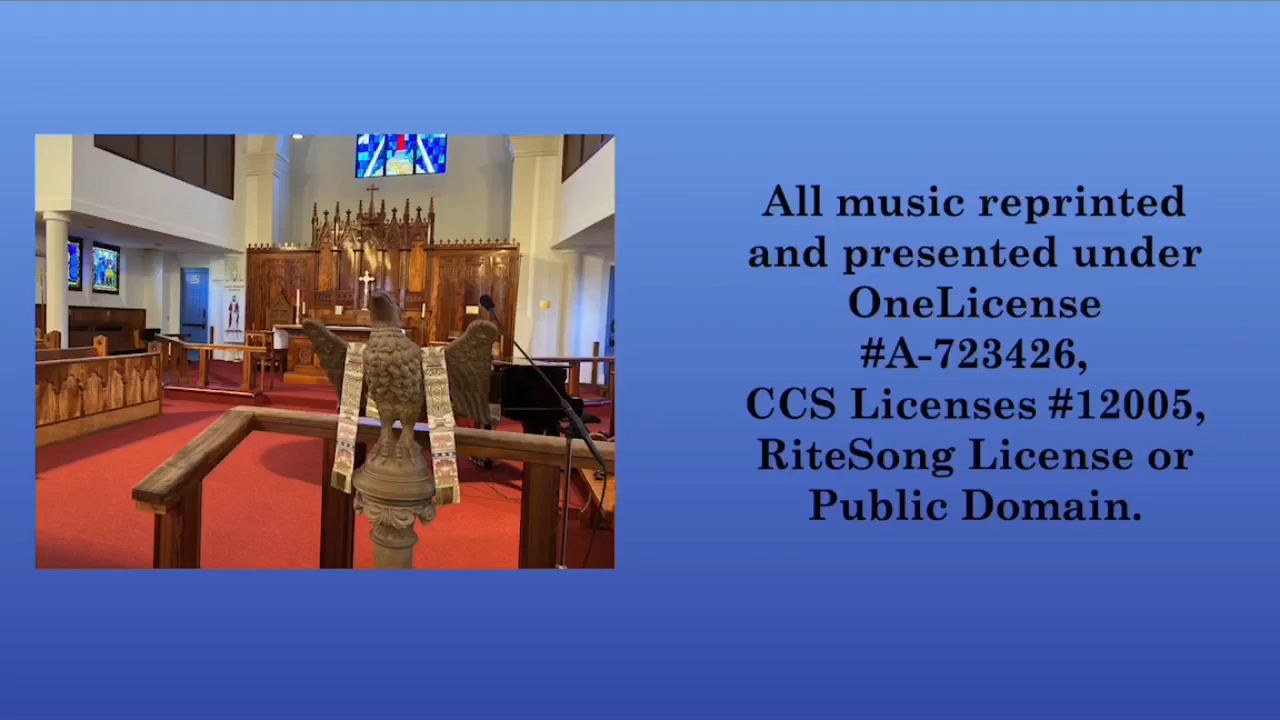 All music reprinted
and presented under
OneLicense
#A-723426,
CCS Licenses #12005,
RiteSong License or
Public Domain.